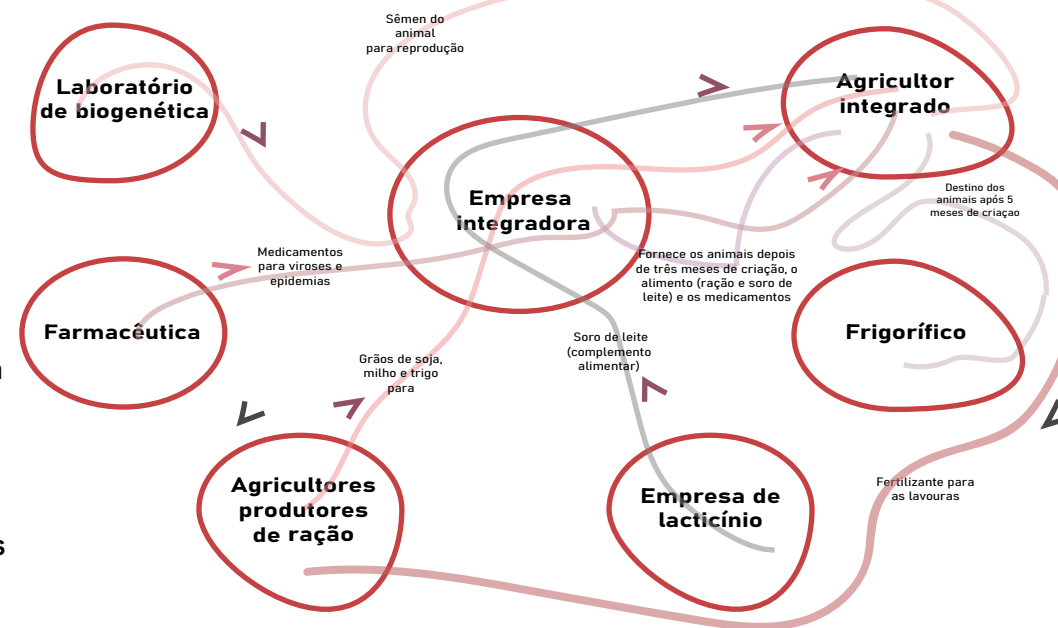 Sêmen do
animal
para reprodução
Laboratório
de biogenética
Agricultor
integrado
Empresa
integradora
Destino dos
animais após 5
meses de criaçao
Medicamentos
para viroses e
epidemias
Fornece os animais depois
de três meses de criação, o
alimento (ração e soro de
leite) e os medicamentos
Farmacêutica
Frigorífico
Soro de leite
(complemento
alimentar)
Grãos de soja,
milho e trigo
para
Agricultores
produtores
de ração
Empresa de
lacticínio
Fertilizante para
as lavouras
s